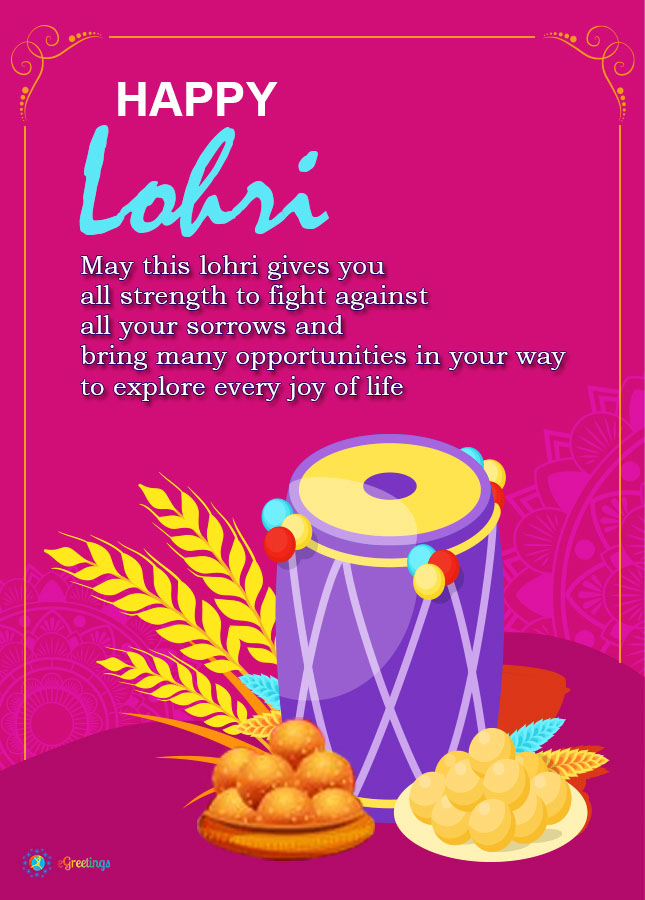 HAPPY
Lohri
May this lohri gives you
all strength to fight against
all your sorrows and
bring many opportunities in your way
to explore every joy of life
eGreetings